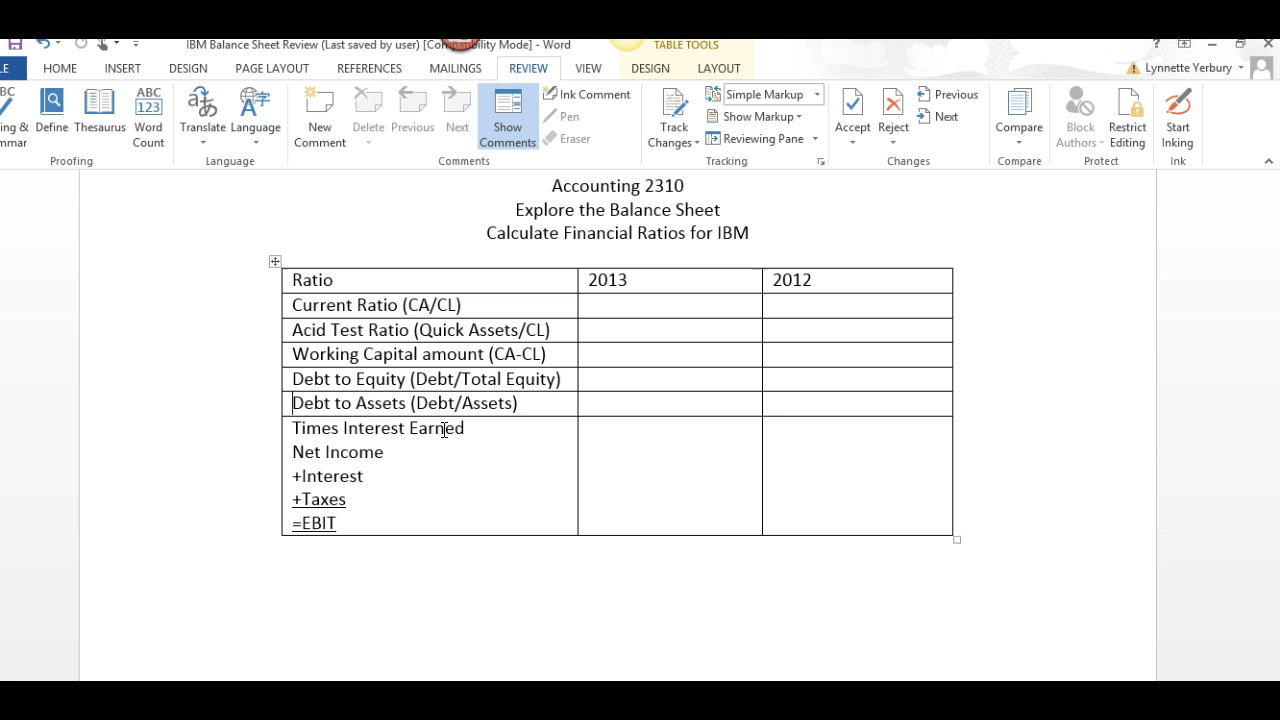 IBM Balance Sheet Review (Last saved by user) [Compatibility Mode] - Word
TABLE TOOLS
?
LE HOME INSERT DESIGN PAGE LAYOUT REFERENCES MAILINGS REVIEW VIEW DESIGN LAYOUT
Lynnette Yerbury
BC
ABC
123
ing &
mmar
Define
Thesaurus
Word
Count
Translate
Language
New
Comment
Delete
Previous
Next
Show
Comments
Ink Comment
Pen
Eraser
Track
Changes
Simple Markup
Show Markup
Reviewing Pane
Accept
Reject
Previous
Next
Compare
Block
Authors
Restrict
Editing
Start
Inking
Proofing
Language
Comments
Tracking
Changes
Compare
Protect
Ink
Accounting 2310
Explore the Balance Sheet
Calculate Financial Ratios for IBM
Ratio 2013 2012
Current Ratio (CA/CL)
Acid Test Ratio (Quick Assets/CL)
Working Capital amount (CA-CL)
Debt to Equity (Debt/Total Equity)
Debt to Assets (Debt/Assets)
Times Interest Earned
Net Income
+Interest
+Taxes
=EBIT